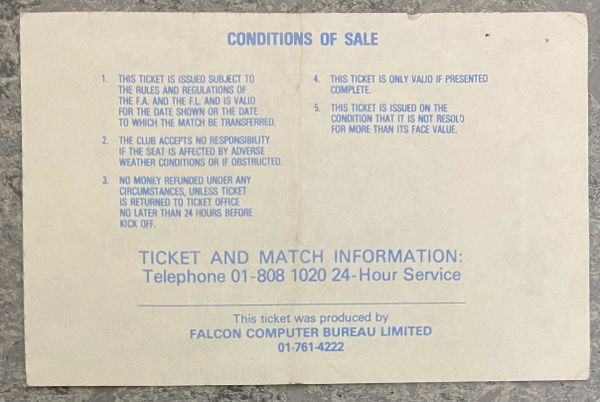 CONDITIONS OF SALE
1. THIS TICKET IS ISSUED SUBJECT TO
THE RULES AND REGULATIONS OF
THE F.A. AND THE F.L. AND IS VALID
FOR THE DATE SHOWN OR THE DATE
TO WHICH THE MATCH BE TRANSFERRED.
2. THE CLUB ACCEPTS NO RESPONSIBILITY
IF THE SEAT IS AFFECTED BY ADVERSE
WEATHER CONDITIONS OR IF OBSTRUCTED.
3. NO MONEY REFUNDED UNDER ANY
CIRCUMSTANCES, UNLESS TICKET
IS RETURNED TO TICKET OFFICE
NO LATER THAN 24 HOURS BEFORE
KICK OFF.
4. THIS TICKET IS ONLY VALID IF PRESENTED
COMPLETE.
5. THIS TICKET IS ISSUED ON THE
CONDITION THAT IT IS NOT RESOLD
FOR MORE THAN ITS FACE VALUE.
TICKET AND MATCH INFORMATION:
Telephone 01-808 1020 24-Hour Service
This ticket was produced by
FALCON COMPUTER BUREAU LIMITED
01-761-4222